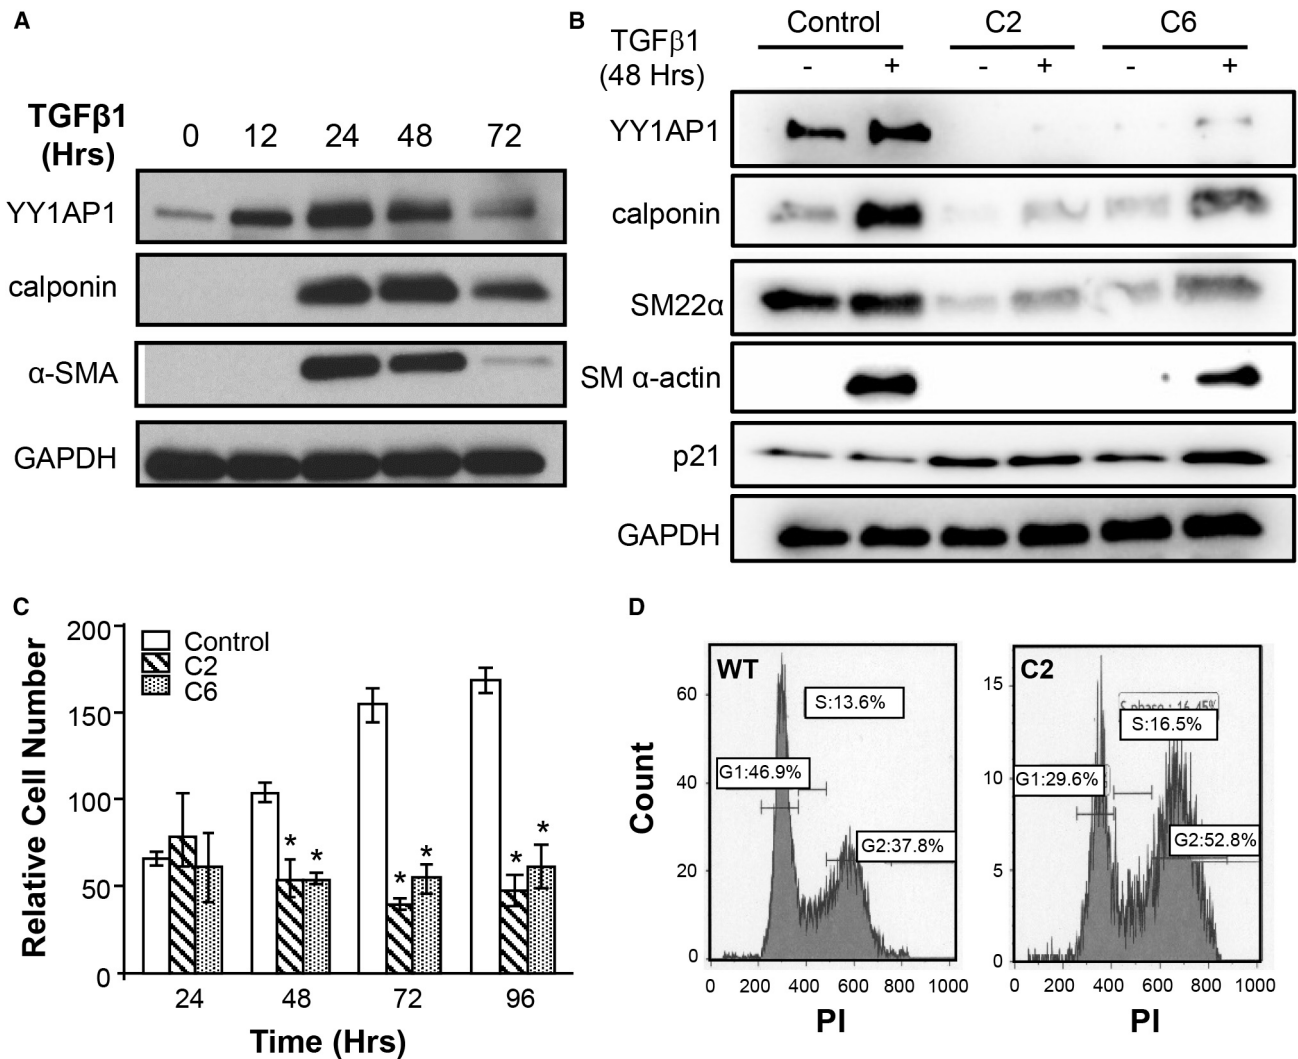 A
TGFβ1
(Hrs)
0 12 24 48 72
YY1AP1
calponin
α-SMA
GAPDH
B
Control C2 C6
TGFβ1
(48 Hrs)
- + - + - +
YY1AP1
calponin
SM22α
SM α-actin
p21
GAPDH
C
Relative Cell Number
200
150
100
50
0
Control
C2
C6
* *
* *
* *
24 48 72 96
Time (Hrs)
D
Count
WT
60
40
20
0
S:13.6%
G1:46.9%
G2:37.8%
0 200 400 600 800 1000
PI
C2
15
10
5
0
S phase : 16.45%
S:16.5%
G1:29.6%
G2:52.8%
0 200 400 600 800 1000
PI